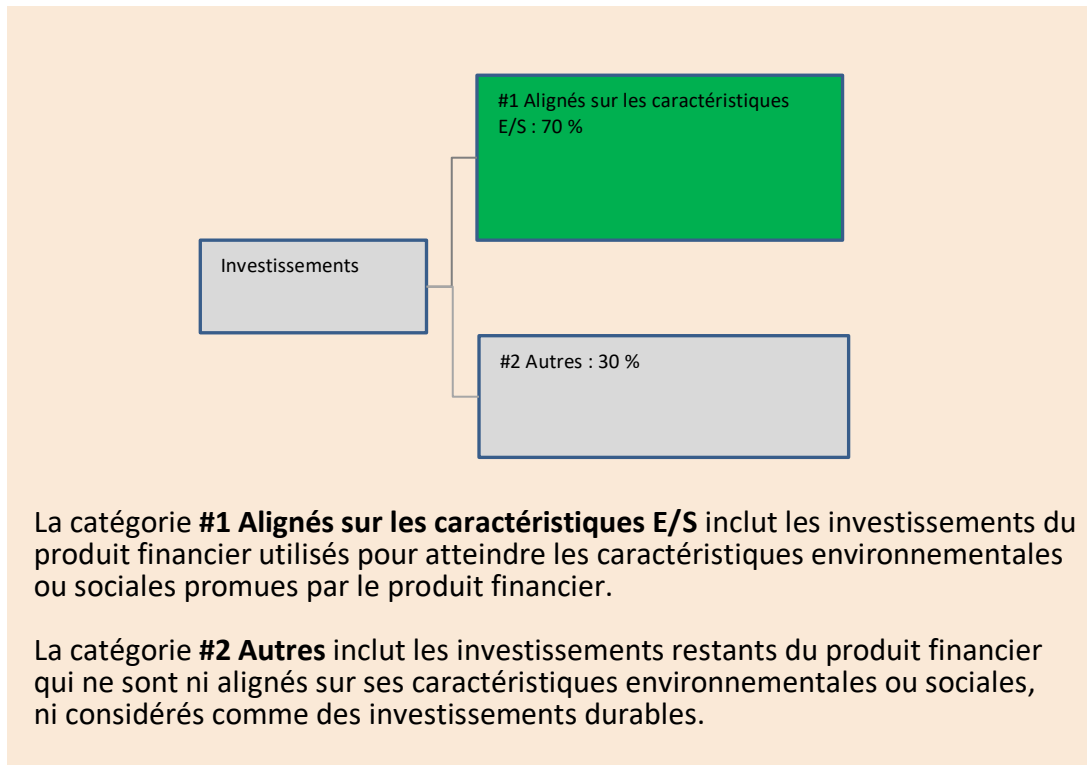 #1 Alignés sur les caractéristiques
E/S : 70 %
Investissements
#2 Autres : 30 %
La catégorie #1 Alignés sur les caractéristiques E/S inclut les investissements du
produit financier utilisés pour atteindre les caractéristiques environnementales
ou sociales promues par le produit financier.
La catégorie #2 Autres inclut les investissements restants du produit financier
qui ne sont ni alignés sur ses caractéristiques environnementales ou sociales,
ni considérés comme des investissements durables.